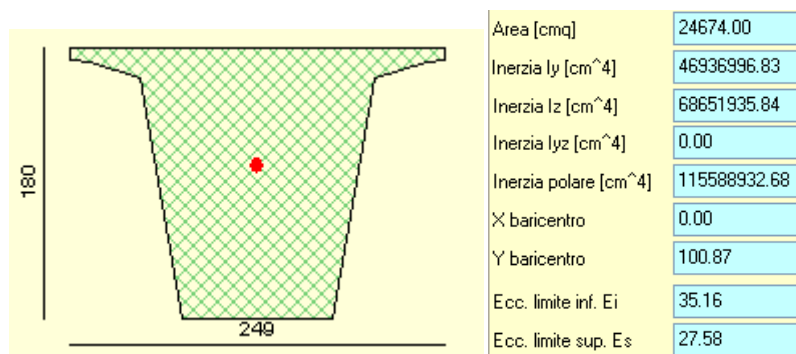 180
249
Area [cmq] 24674.00
Inerzia Iy [cm^4] 46936996.83
Inerzia Iz [cm^4] 68651935.84
Inerzia Iyz [cm^4] 0.00
Inerzia polare [cm^4] 115588932.68
X baricentro 0.00
Y baricentro 100.87
Ecc. limite inf. Ei 35.16
Ecc. limite sup. Es 27.58